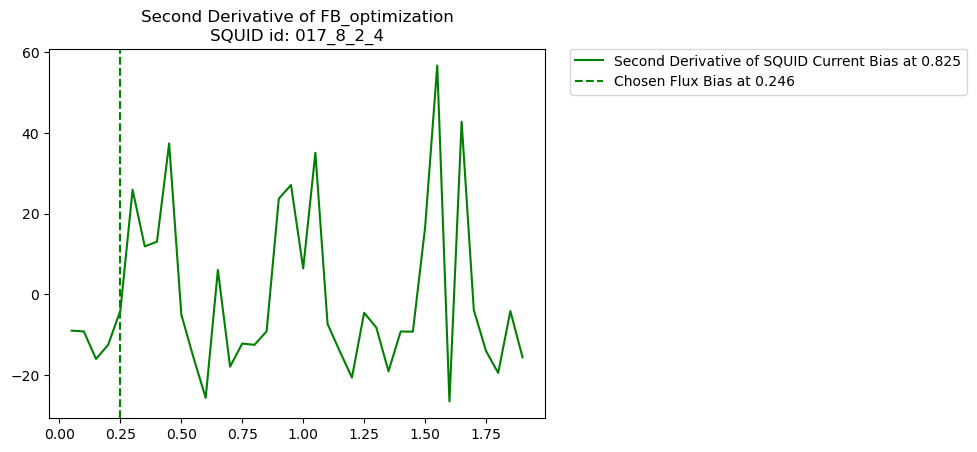 Second Derivative of FB_optimization
SQUID id: 017_8_2_4
Second Derivative of SQUID Current Bias at 0.825
Chosen Flux Bias at 0.246
60
40
20
0
−20
0.00 0.25 0.50 0.75 1.00 1.25 1.50 1.75